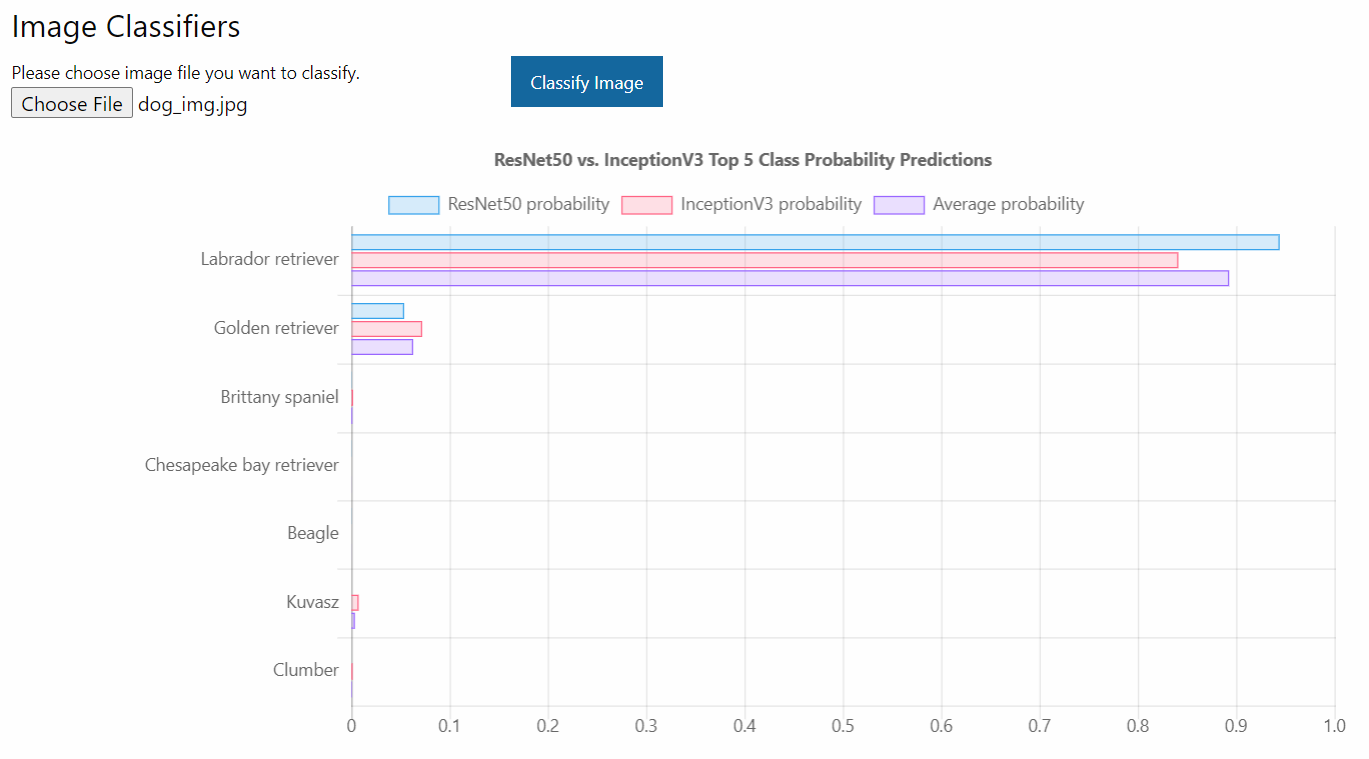 Image Classifiers
Please choose image file you want to classify.
Classify Image
Choose File dog_img.jpg
ResNet50 vs. InceptionV3 Top 5 Class Probability Predictions
ResNet50 probability InceptionV3 probability Average probability
Labrador retriever
Golden retriever
Brittany spaniel
Chesapeake bay retriever
Beagle
Kuvasz
Clumber
0 0.1 0.2 0.3 0.4 0.5 0.6 0.7 0.8 0.9 1.0